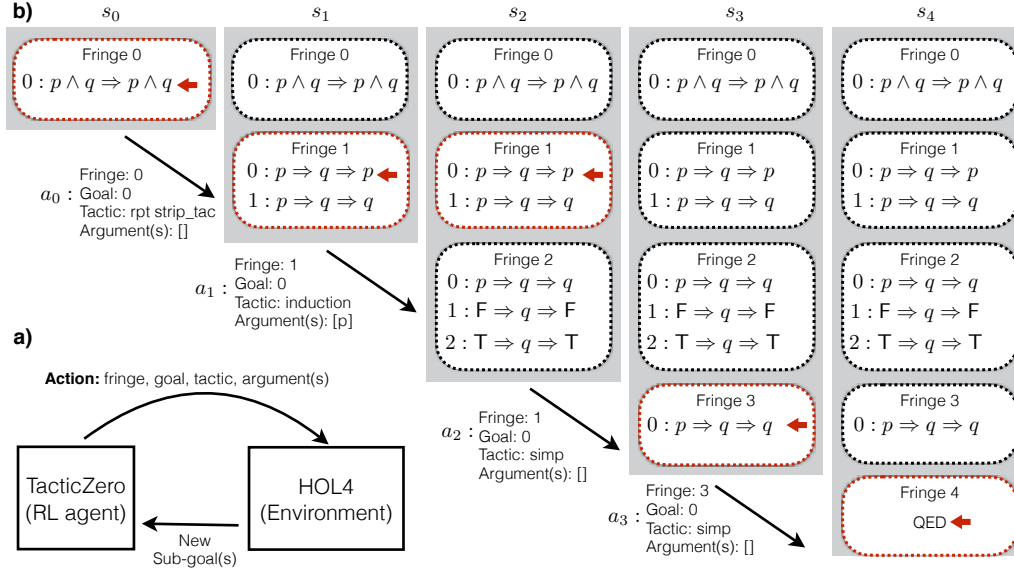 b)
s₀
s₁
s₂
s₃
s₄
Fringe 0
0 : p ∧ q ⇒ p ∧ q
Fringe 0
0 : p ∧ q ⇒ p ∧ q
Fringe 1
0 : p ⇒ q ⇒ p
1 : p ⇒ q ⇒ q
Fringe 0
0 : p ∧ q ⇒ p ∧ q
Fringe 1
0 : p ⇒ q ⇒ p
1 : p ⇒ q ⇒ q
Fringe 2
0 : p ⇒ q ⇒ q
1 : F ⇒ q ⇒ F
2 : T ⇒ q ⇒ T
Fringe 0
0 : p ∧ q ⇒ p ∧ q
Fringe 1
0 : p ⇒ q ⇒ p
1 : p ⇒ q ⇒ q
Fringe 2
0 : p ⇒ q ⇒ q
1 : F ⇒ q ⇒ F
2 : T ⇒ q ⇒ T
Fringe 3
0 : p ⇒ q ⇒ q
Fringe 0
0 : p ∧ q ⇒ p ∧ q
Fringe 1
0 : p ⇒ q ⇒ p
1 : p ⇒ q ⇒ q
Fringe 2
0 : p ⇒ q ⇒ q
1 : F ⇒ q ⇒ F
2 : T ⇒ q ⇒ T
Fringe 3
0 : p ⇒ q ⇒ q
Fringe 4
QED
a₀ :
Fringe: 0
Goal: 0
Tactic: rpt strip_tac
Argument(s): []
a₁ :
Fringe: 1
Goal: 0
Tactic: induction
Argument(s): [p]
a₂ :
Fringe: 1
Goal: 0
Tactic: simp
Argument(s): []
a₃ :
Fringe: 3
Goal: 0
Tactic: simp
Argument(s): []
a)
Action: fringe, goal, tactic, argument(s)
TacticZero
(RL agent)
HOL4
(Environment)
New
Sub-goal(s)